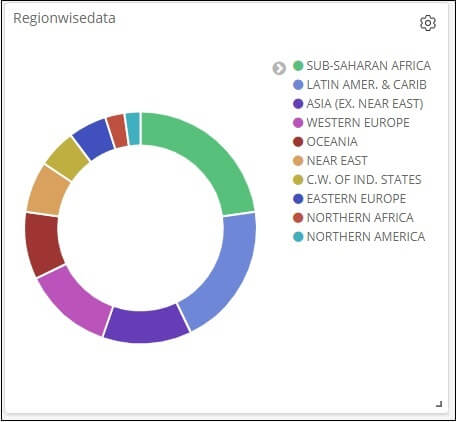 Regionwisedata
SUB-SAHARAN AFRICA
LATIN AMER. & CARIB
ASIA (EX. NEAR EAST)
WESTERN EUROPE
OCEANIA
NEAR EAST
C.W. OF IND. STATES
EASTERN EUROPE
NORTHERN AFRICA
NORTHERN AMERICA